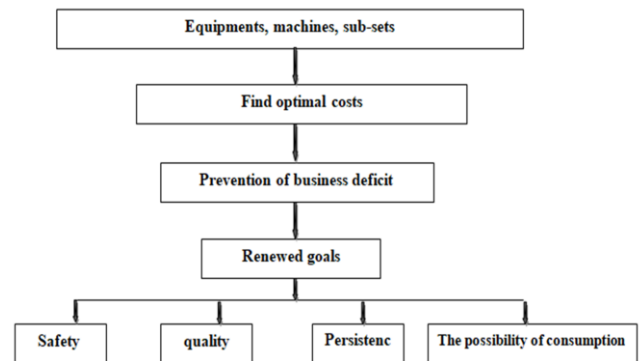 Equipments, machines, sub-sets
Find optimal costs
Prevention of business deficit
Renewed goals
Safety
quality
Persistenc
The possibility of consumption